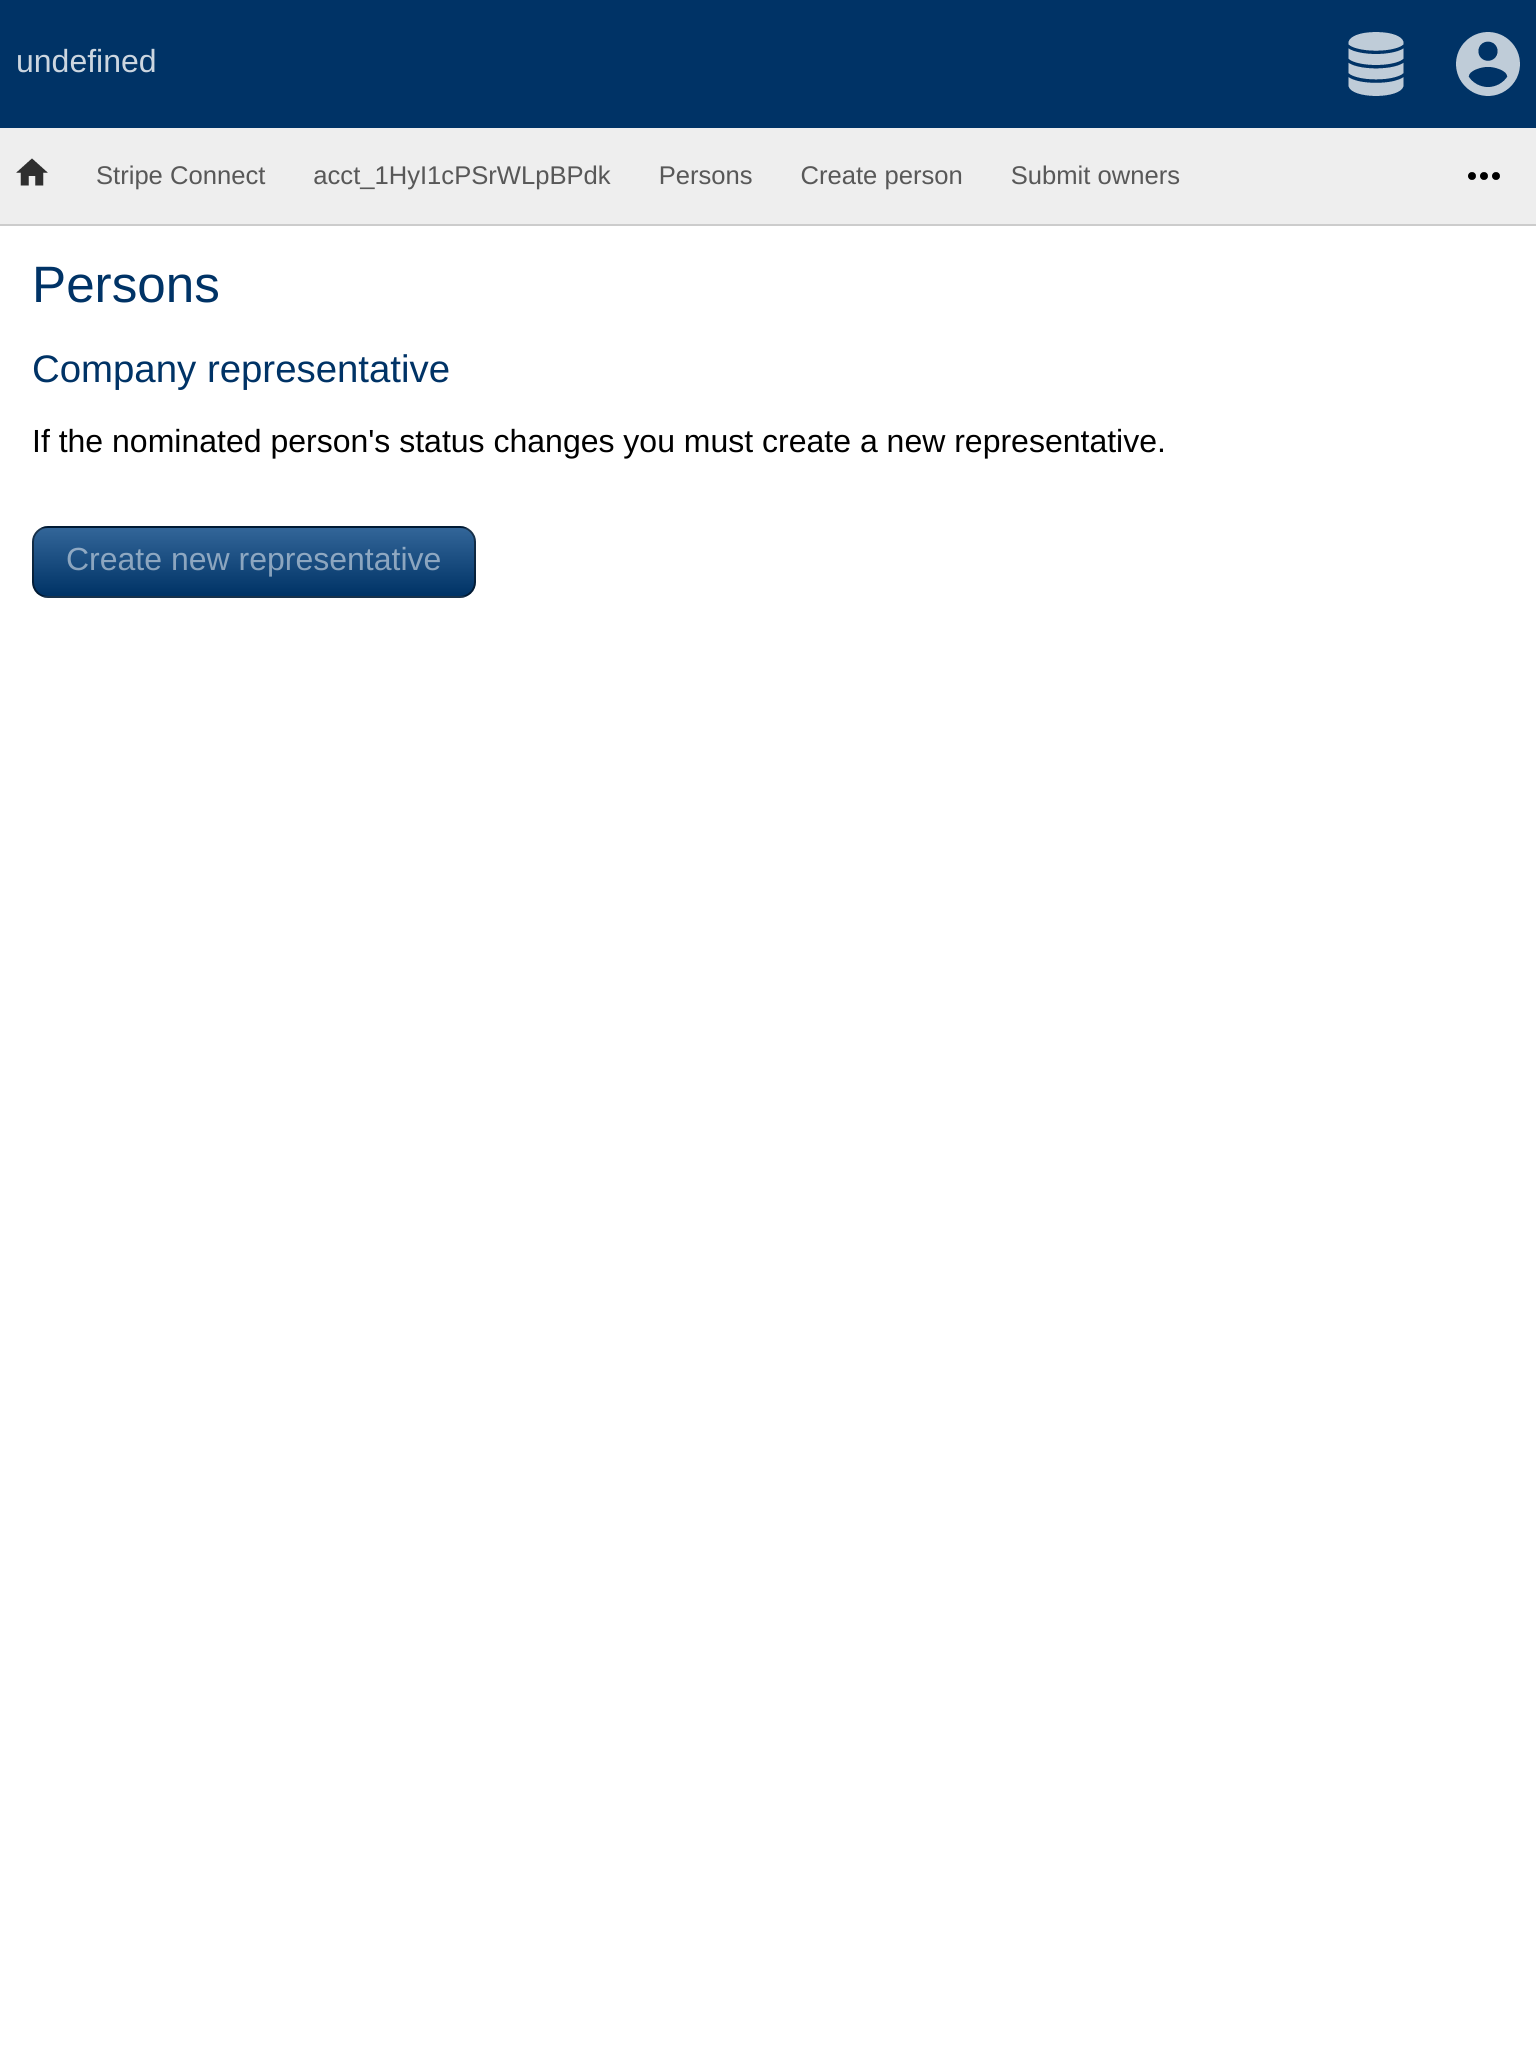 undefined
Stripe Connect acct_1HyI1cPSrWLpBPdk Persons Create person Submit owners
Persons
Company representative
If the nominated person's status changes you must create a new representative.
Create new representative